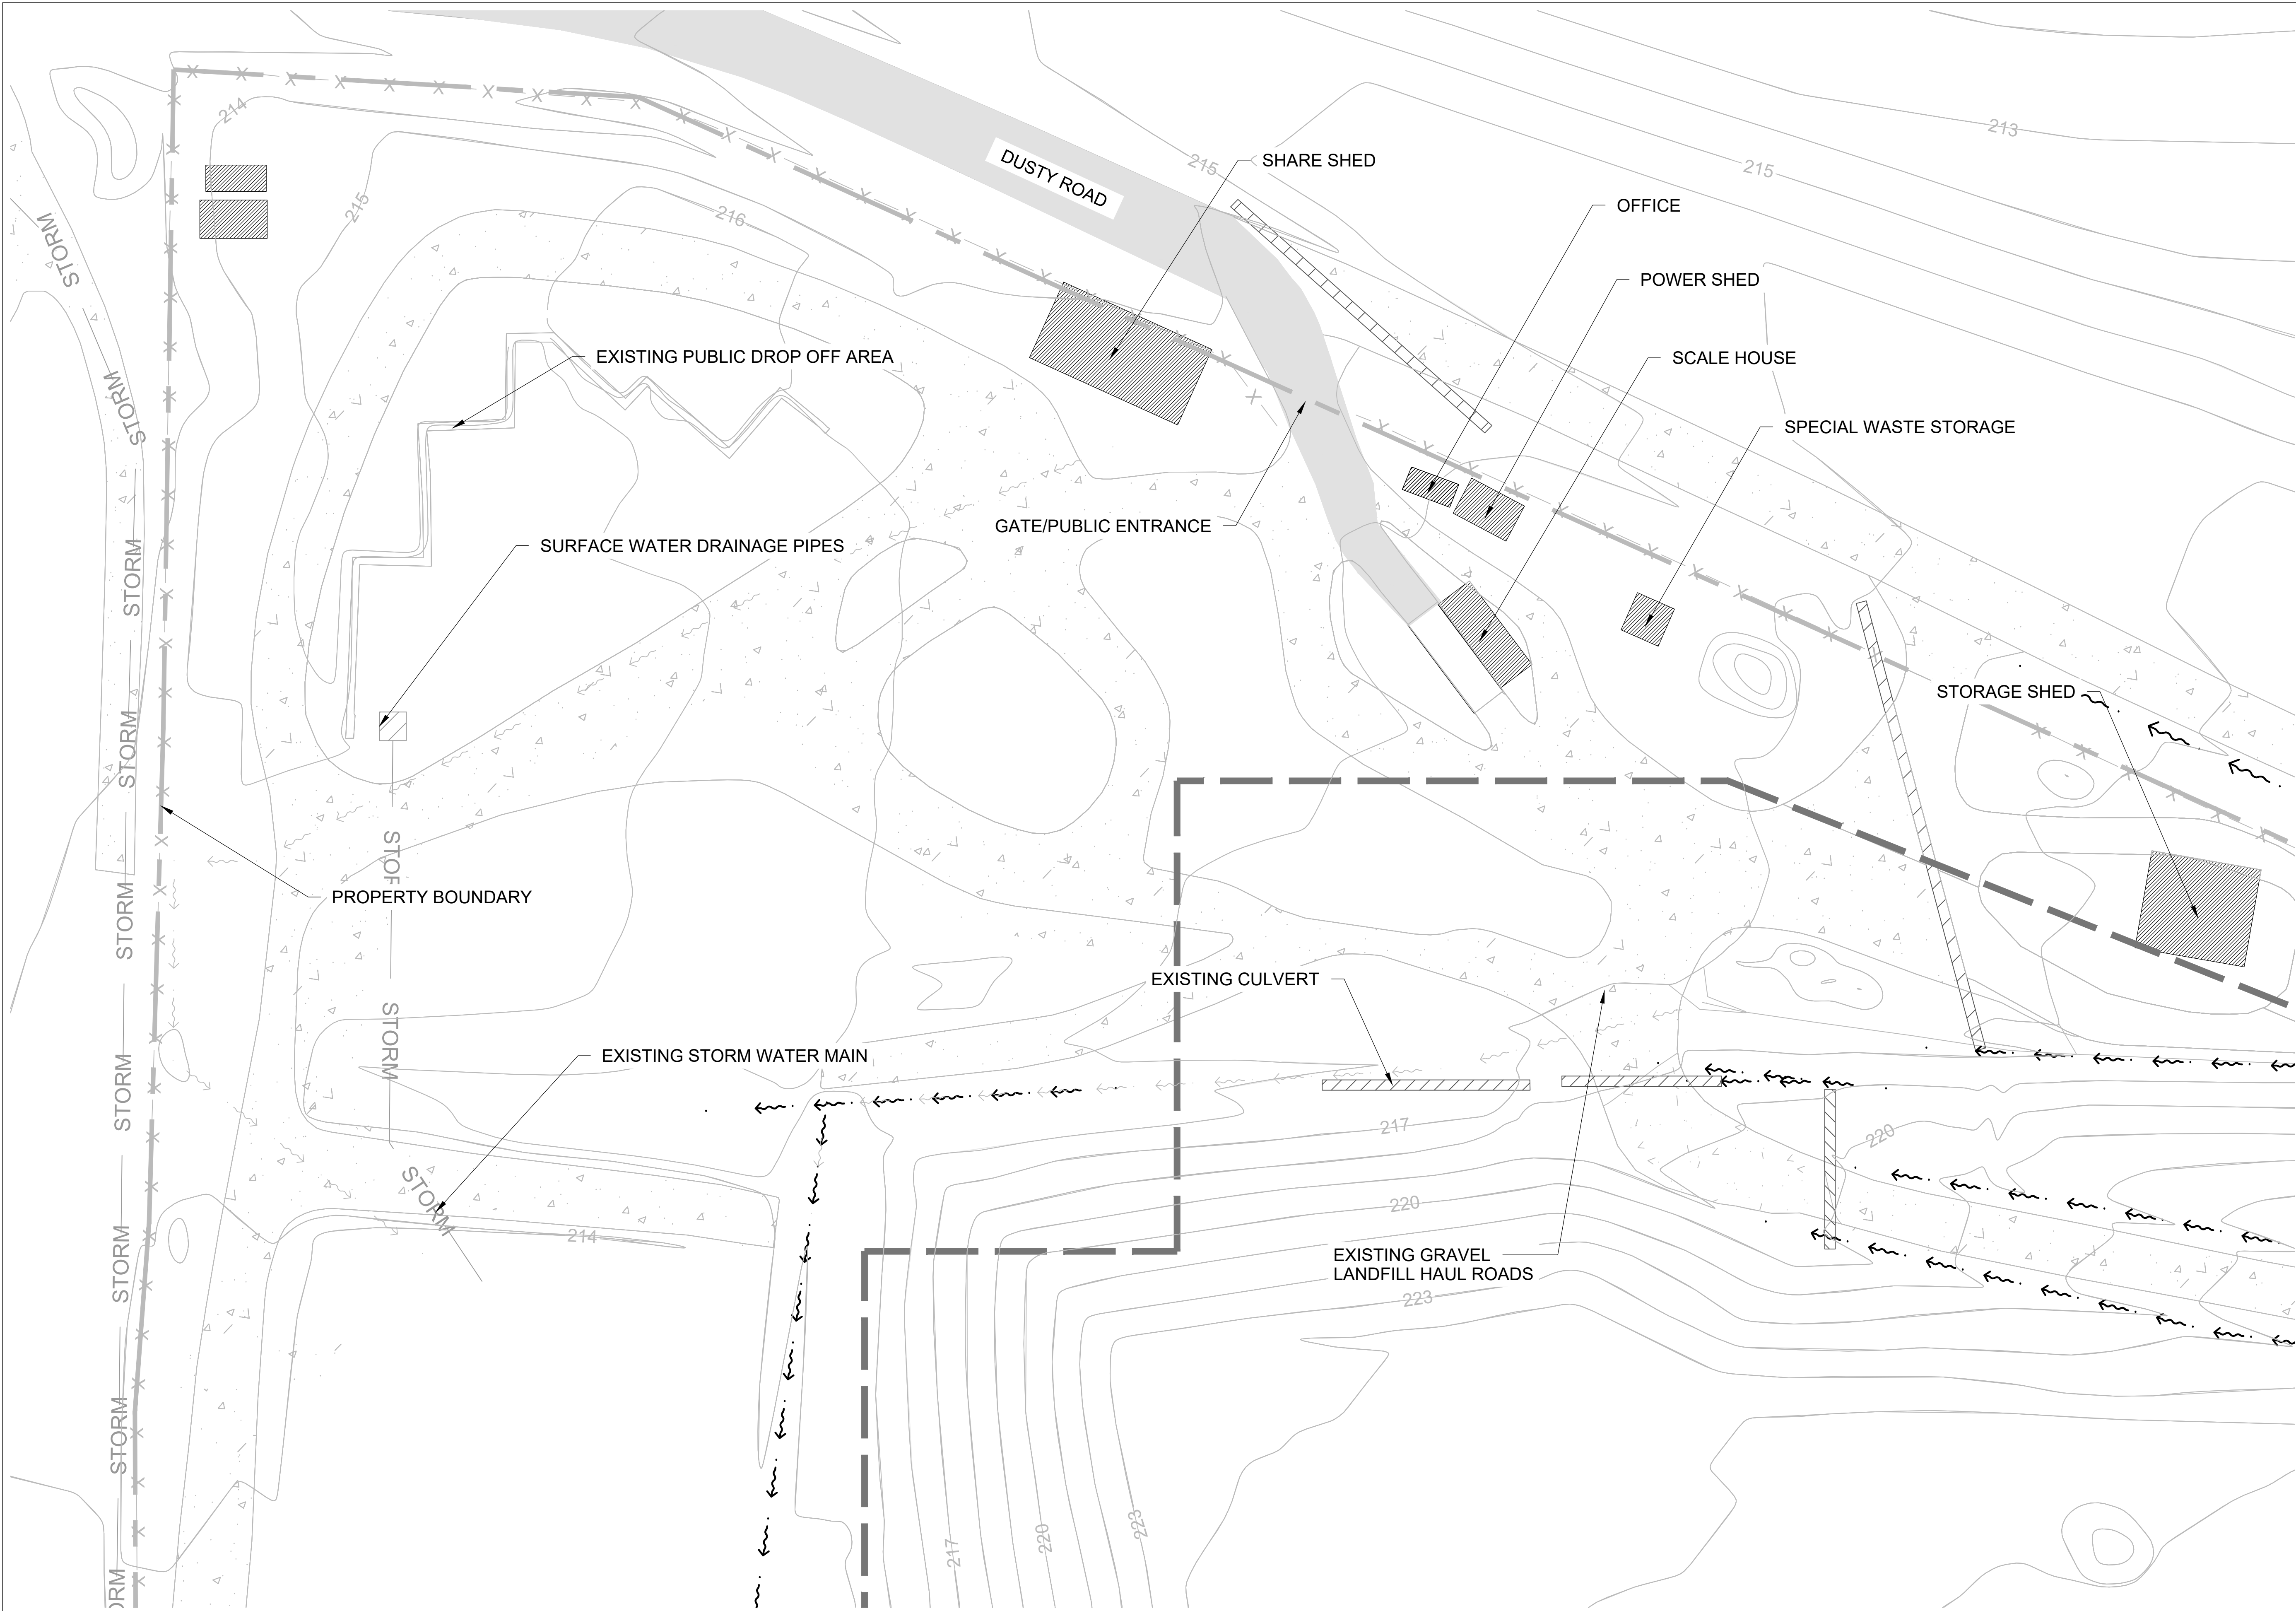 213
214
215
215
215
216
DUSTY ROAD
SHARE SHED
OFFICE
POWER SHED
SCALE HOUSE
SPECIAL WASTE STORAGE
STORM
EXISTING PUBLIC DROP OFF AREA
STORM
GATE/PUBLIC ENTRANCE
SURFACE WATER DRAINAGE PIPES
STORM
STORAGE SHED
STORM
STOF
PROPERTY BOUNDARY
STORM
EXISTING CULVERT
STORM
EXISTING STORM WATER MAIN
STORM
217
220
STORM
220
214
STORM
EXISTING GRAVEL
LANDFILL HAUL ROADS
223
STORM
217
220
223
ORM